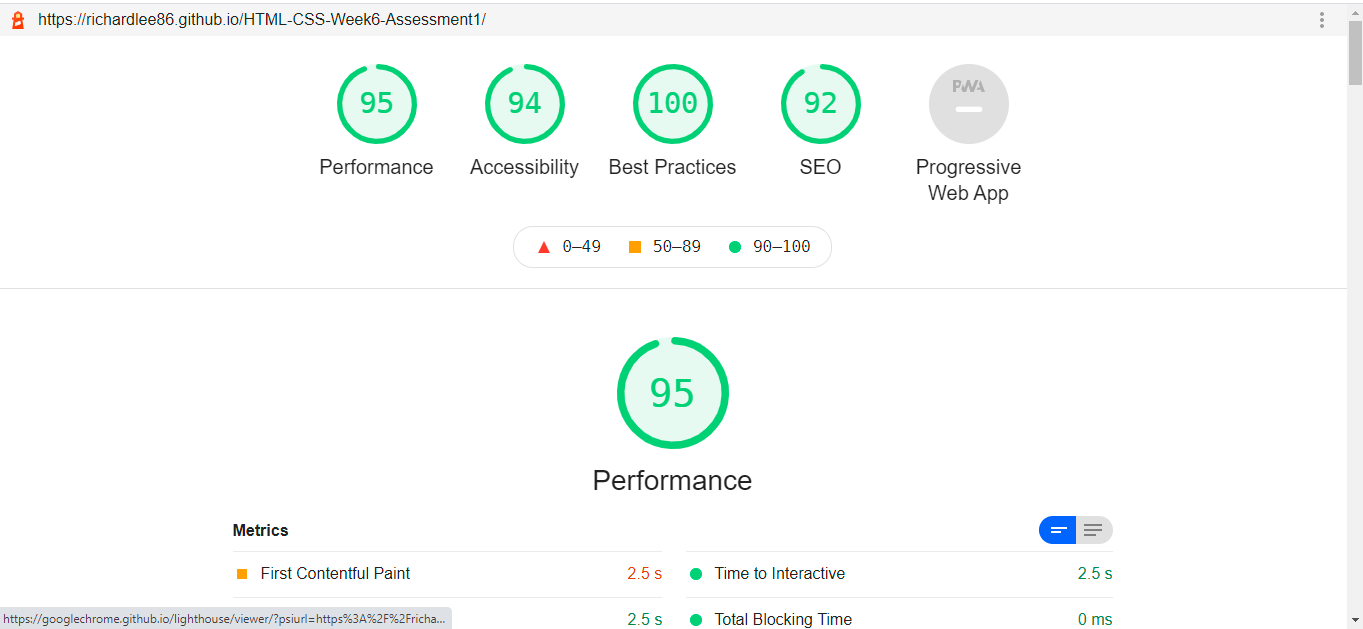 https://richardlee86.github.io/HTML-CSS-Week6-Assessment1/
95 94 100 92 PWA
Performance Accessibility Best Practices SEO Progressive
Web App
0–49 50–89 90–100
95
Performance
Metrics
First Contentful Paint 2.5 s Time to Interactive 2.5 s
https://googlechrome.github.io/lighthouse/viewer/?psiurl=https%3A%2F%2Fricha... 2.5 s Total Blocking Time 0 ms